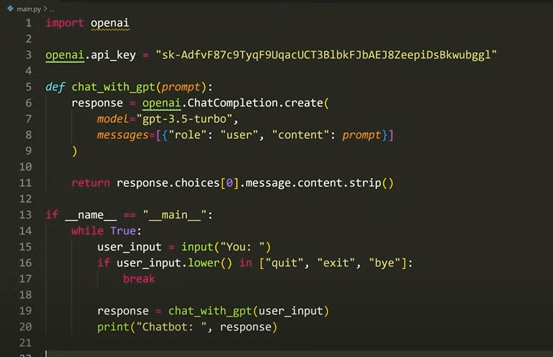 main.py > ...
1 import openai
2
3 openai.api_key = "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"
4
5 def chat_with_gpt(prompt):
6     response = openai.ChatCompletion.create(
7         model="gpt-3.5-turbo",
8         messages=[{"role": "user", "content": prompt}]
9     )
10
11     return response.choices[0].message.content.strip()
12
13 if __name__ == "__main__":
14     while True:
15         user_input = input("You: ")
16         if user_input.lower() in ["quit", "exit", "bye"]:
17             break
18
19         response = chat_with_gpt(user_input)
20         print("Chatbot: ", response)
21